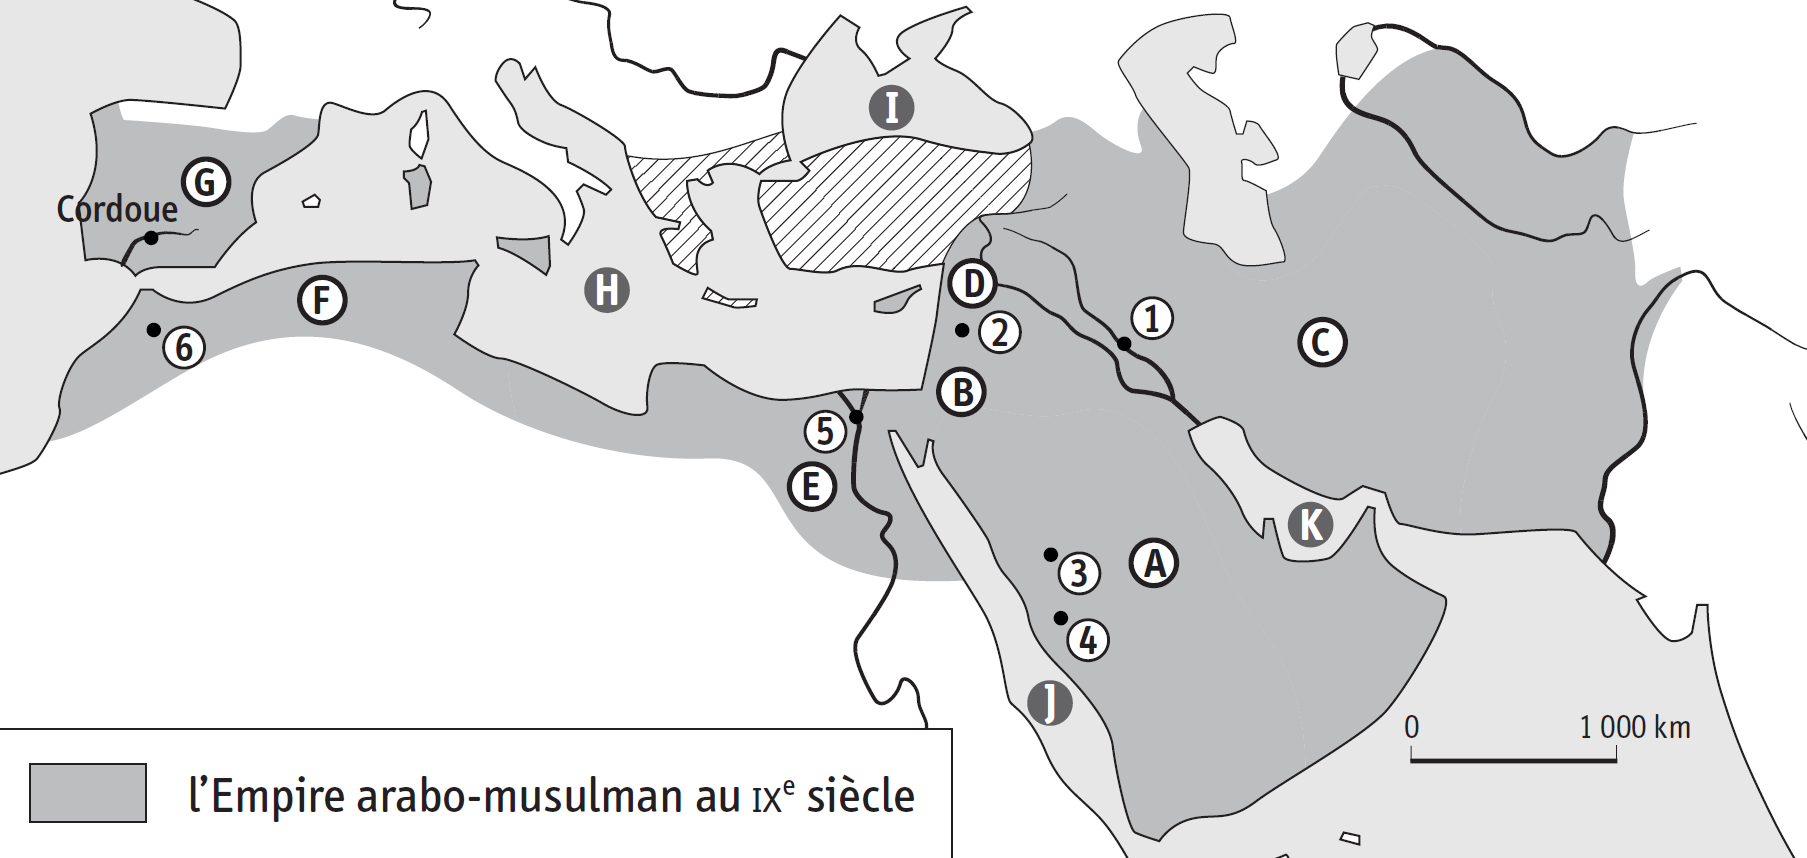 I
G
Cordoue
H
D
F
1
2
6
C
B
5
E
K
3
A
4
J
0 1 000 km
l’Empire arabo-musulman au IXe siècle